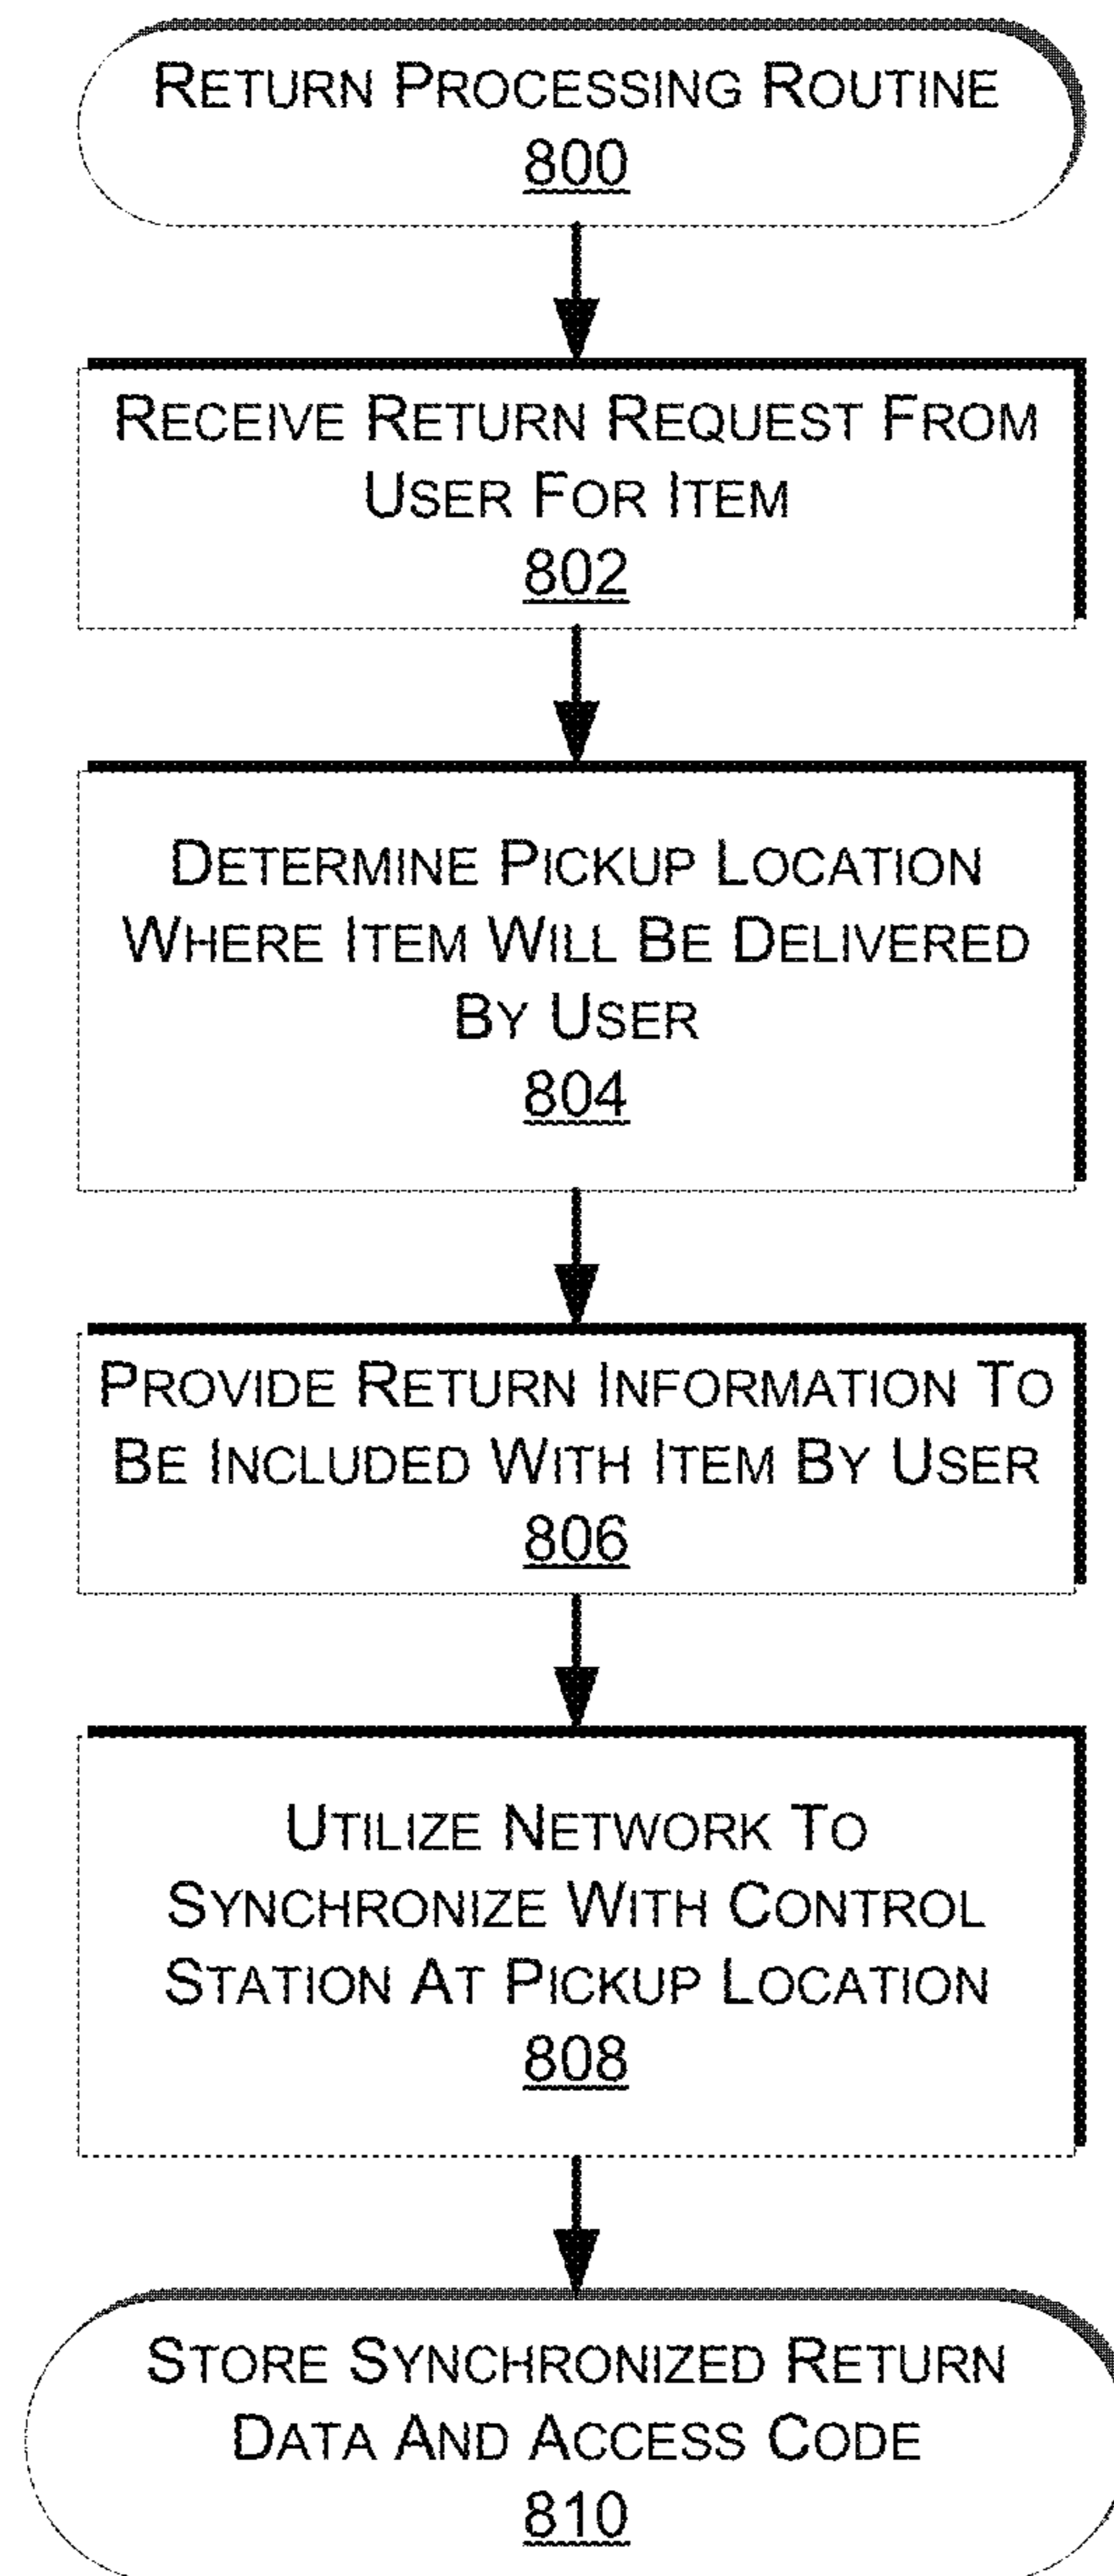 RETURN PROCESSING ROUTINE
800
RECEIVE RETURN REQUEST FROM
USER FOR ITEM
802
DETERMINE PICKUP LOCATION
WHERE ITEM WILL BE DELIVERED
BY USER
804
PROVIDE RETURN INFORMATION TO
BE INCLUDED WITH ITEM BY USER
806
UTILIZE NETWORK TO
SYNCHRONIZE WITH CONTROL
STATION AT PICKUP LOCATION
808
STORE SYNCHRONIZED RETURN
DATA AND ACCESS CODE
810